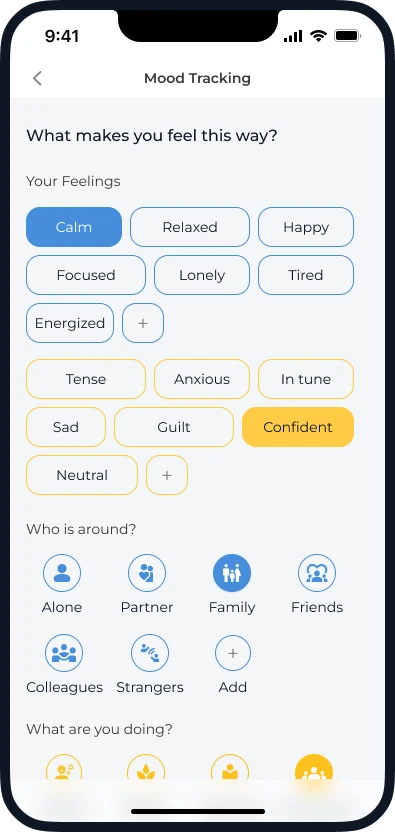 9:41
Mood Tracking
What makes you feel this way?
Your Feelings
Calm Relaxed Happy
Focused Lonely Tired
Energized +
Tense Anxious In tune
Sad Guilt Confident
Neutral +
Who is around?
Alone Partner Family Friends
Colleagues Strangers Add
What are you doing?